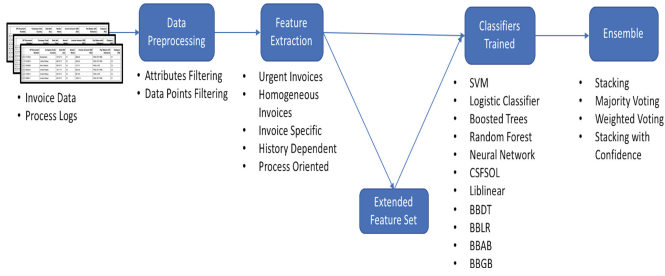 Data
Preprocessing
Feature
Extraction
Classifiers
Trained
Ensemble
• Invoice Data
• Process Logs
• Attributes Filtering
• Data Points Filtering
• Urgent Invoices
• Homogeneous
Invoices
• Invoice Specific
• History Dependent
• Process Oriented
Extended
Feature Set
• SVM
• Logistic Classifier
• Boosted Trees
• Random Forest
• Neural Network
• CSFSOL
• Liblinear
• BBDT
• BBLR
• BBAB
• BBGB
• Stacking
• Majority Voting
• Weighted Voting
• Stacking with
Confidence